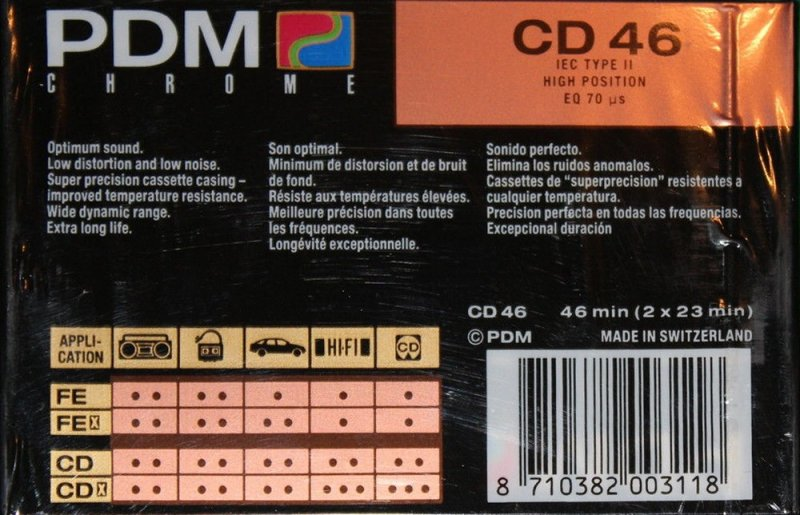 PDM
CHROME
CD 46
IEC TYPE II
HIGH POSITION
EQ 70 µs
Optimum sound.
Low distortion and low noise.
Super precision cassette casing –
improved temperature resistance.
Wide dynamic range.
Extra long life.
Son optimal.
Minimum de distorsion et de bruit
de fond.
Résiste aux températures élevées.
Meilleure précision dans toutes
les fréquences.
Longévité exceptionnelle.
Sonido perfecto.
Elimina los ruidos anomalos.
Cassettes de “superprecision” resistentes a
cualquier temperatura.
Precision perfecta en todas las frequencias.
Excepcional duración
CD 46 46 min (2 x 23 min)
© PDM MADE IN SWITZERLAND
APPLI-
CATION
HI-FI
CD
FE
FE X
CD
CD X
8 710382 003118